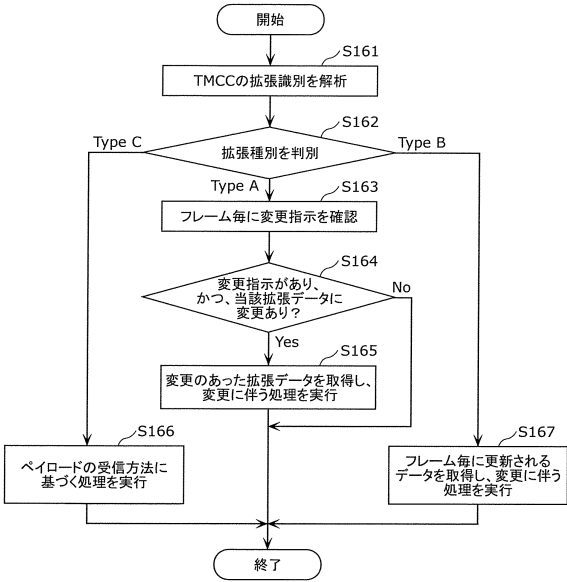 開始
S161
TMCCの拡張識別を解析
S162
Type C
拡張種別を判別
Type B
Type A
S163
フレーム毎に変更指示を確認
S164
変更指示があり、
かつ、当該拡張データに
変更あり？
No
Yes
S165
変更のあった拡張データを取得し、
変更に伴う処理を実行
S166
ペイロードの受信方法に
基づく処理を実行
S167
フレーム毎に更新される
データを取得し、変更に伴う
処理を実行
終了